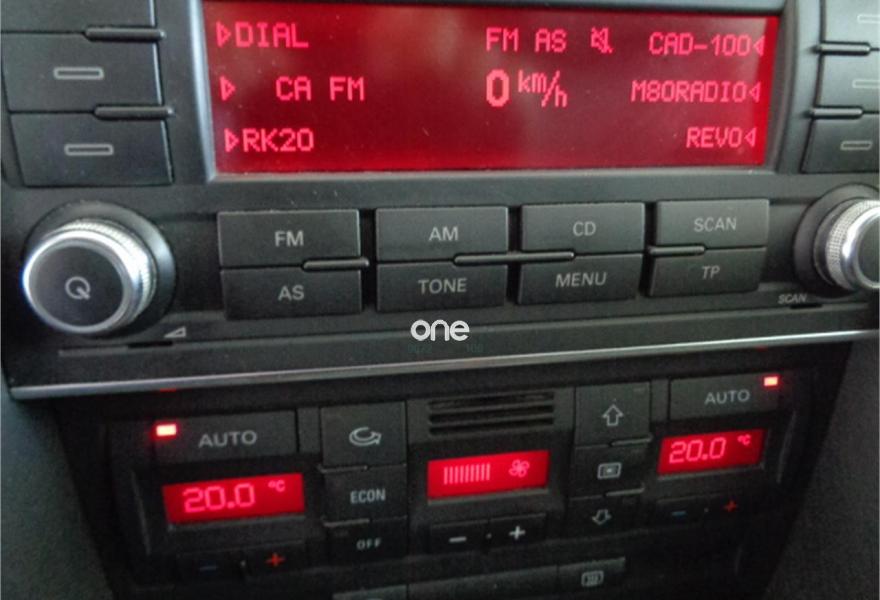 DIAL FM AS CAD-100
CA FM 0 km/h M80RADIO
RK20 REVO
FM AM CD SCAN
AS TONE MENU TP
SCAN
one
AUTO AUTO
20.0 °C 20.0 °C
ECON
OFF
− + − + − +